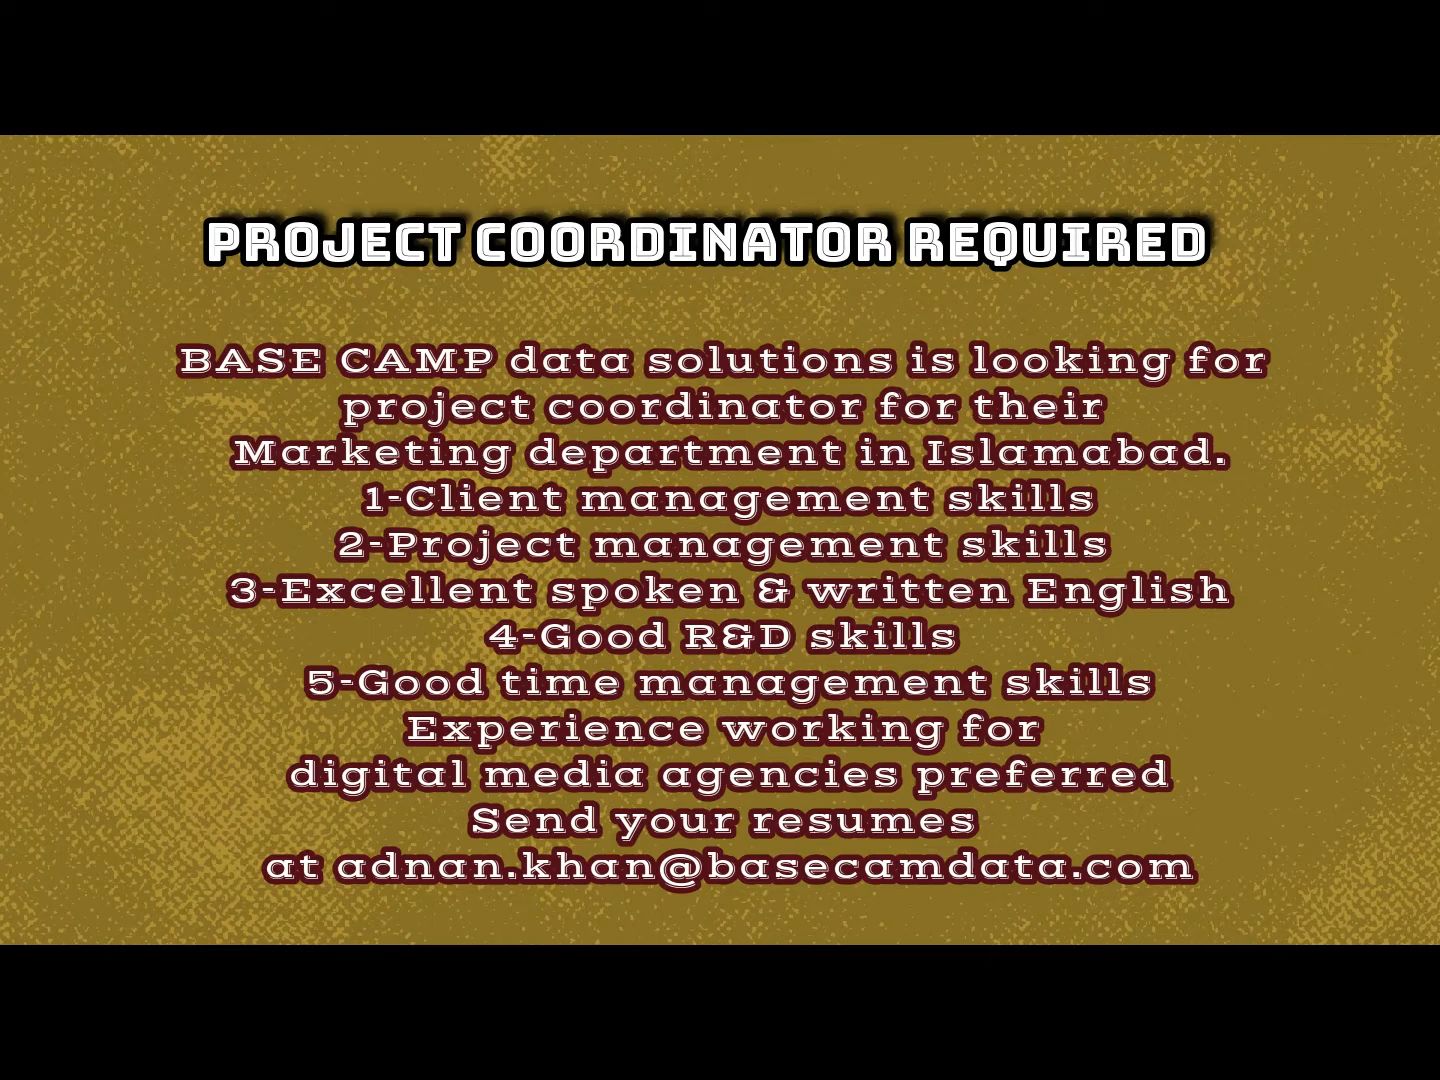 PROJECT COORDINATOR REQUIRED
BASE CAMP data solutions is looking for
project coordinator for their
Marketing department in Islamabad.
1-Client management skills
2-Project management skills
3-Excellent spoken & written English
4-Good R&D skills
5-Good time management skills
Experience working for
digital media agencies preferred
Send your resumes
at adnan.khan@basecamdata.com